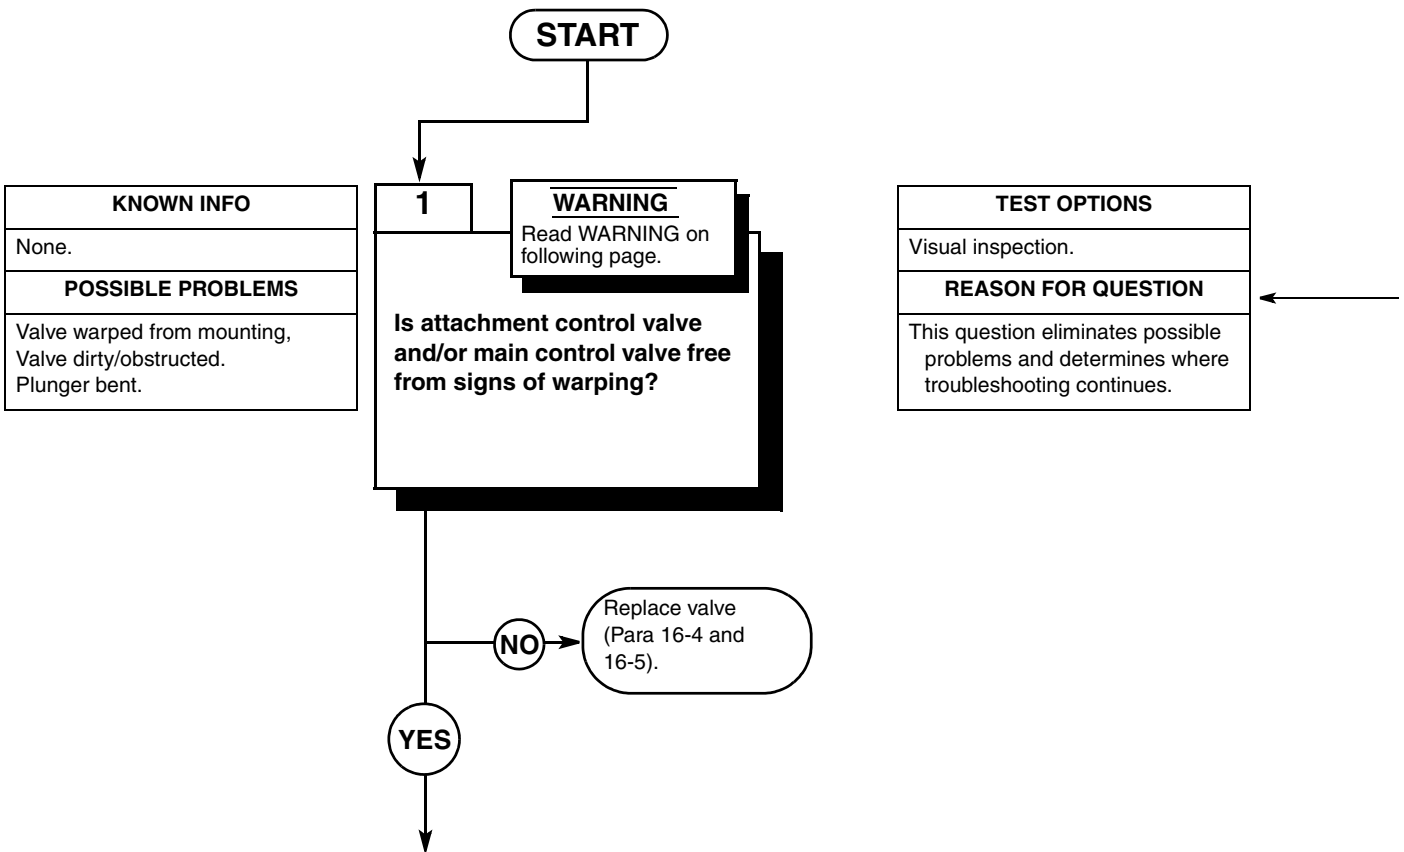 START
KNOWN INFO
None.
POSSIBLE PROBLEMS
Valve warped from mounting,
Valve dirty/obstructed.
Plunger bent.
1
WARNING
Read WARNING on
following page.
Is attachment control valve
and/or main control valve free
from signs of warping?
TEST OPTIONS
Visual inspection.
REASON FOR QUESTION
This question eliminates possible
problems and determines where
troubleshooting continues.
NO
Replace valve
(Para 16-4 and
16-5).
YES